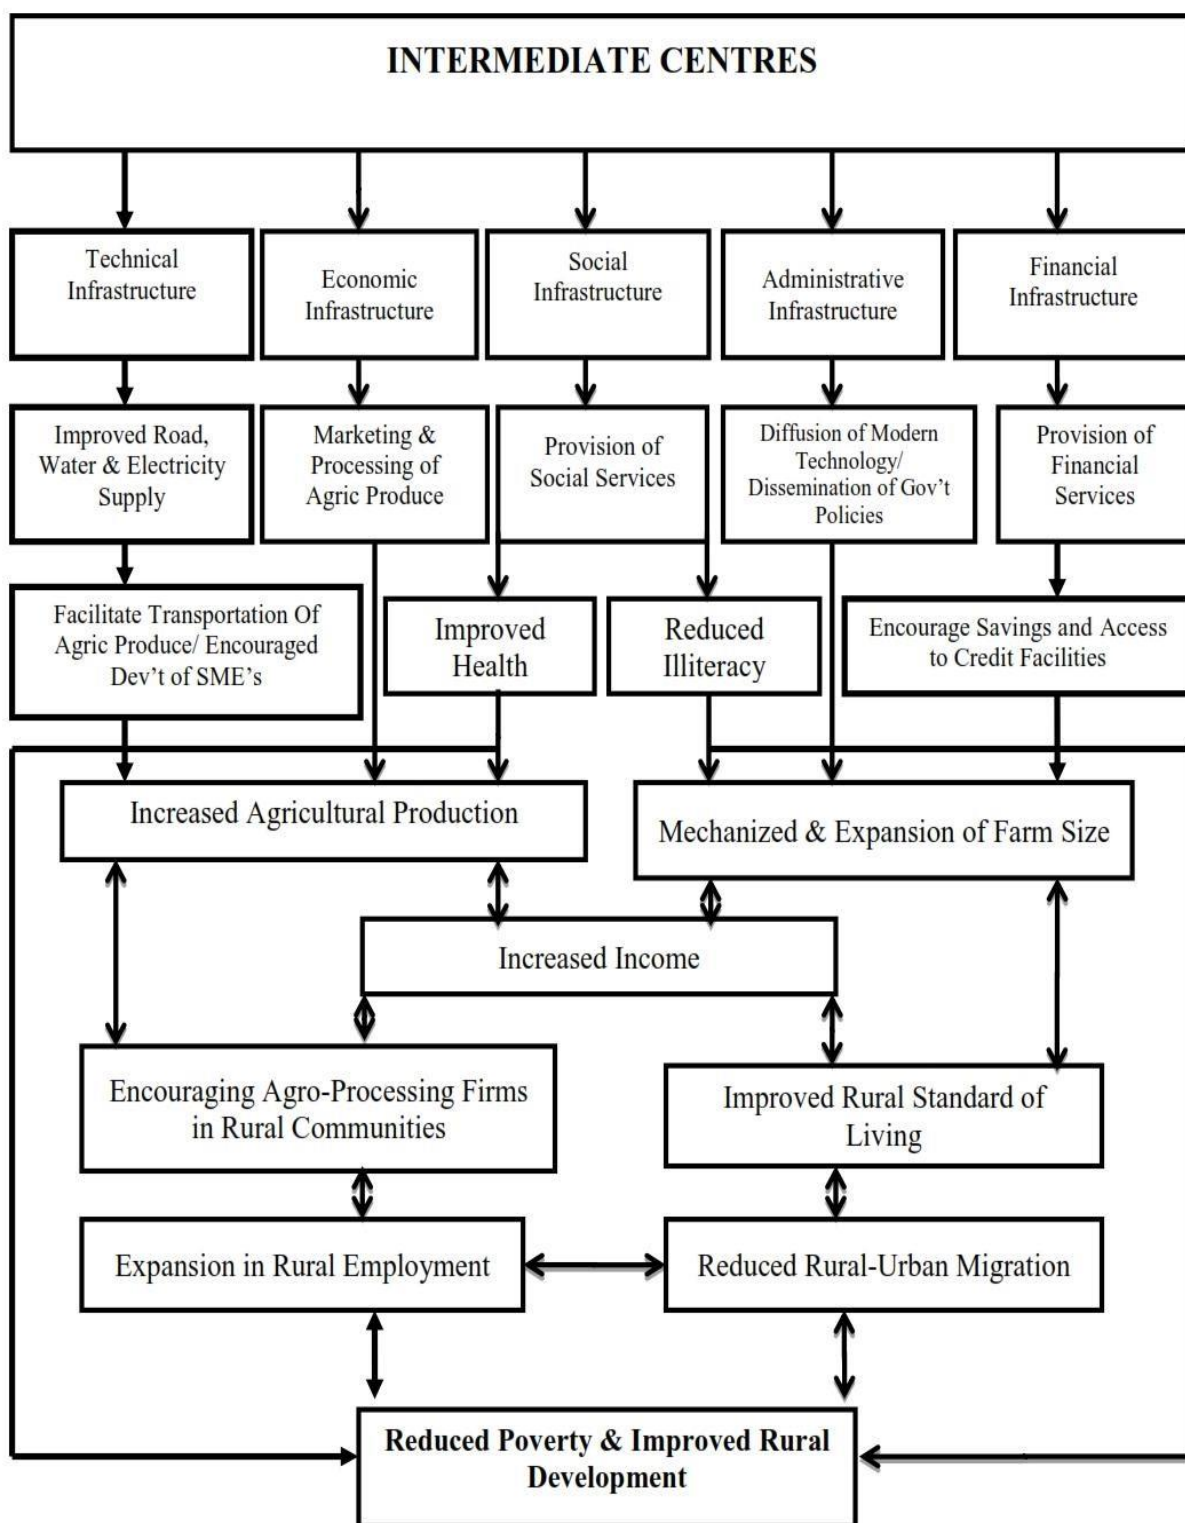 INTERMEDIATE CENTRES
Technical
Infrastructure
Economic
Infrastructure
Social
Infrastructure
Administrative
Infrastructure
Financial
Infrastructure
Improved Road,
Water & Electricity
Supply
Marketing &
Processing of
Agric Produce
Provision of
Social Services
Diffusion of Modern
Technology/
Dissemination of Gov't
Policies
Provision of
Financial
Services
Facilitate Transportation Of
Agric Produce/ Encouraged
Dev't of SME's
Improved
Health
Reduced
Illiteracy
Encourage Savings and Access
to Credit Facilities
Increased Agricultural Production
Mechanized & Expansion of Farm Size
Increased Income
Encouraging Agro-Processing Firms
in Rural Communities
Improved Rural Standard of
Living
Expansion in Rural Employment
Reduced Rural-Urban Migration
Reduced Poverty & Improved Rural
Development